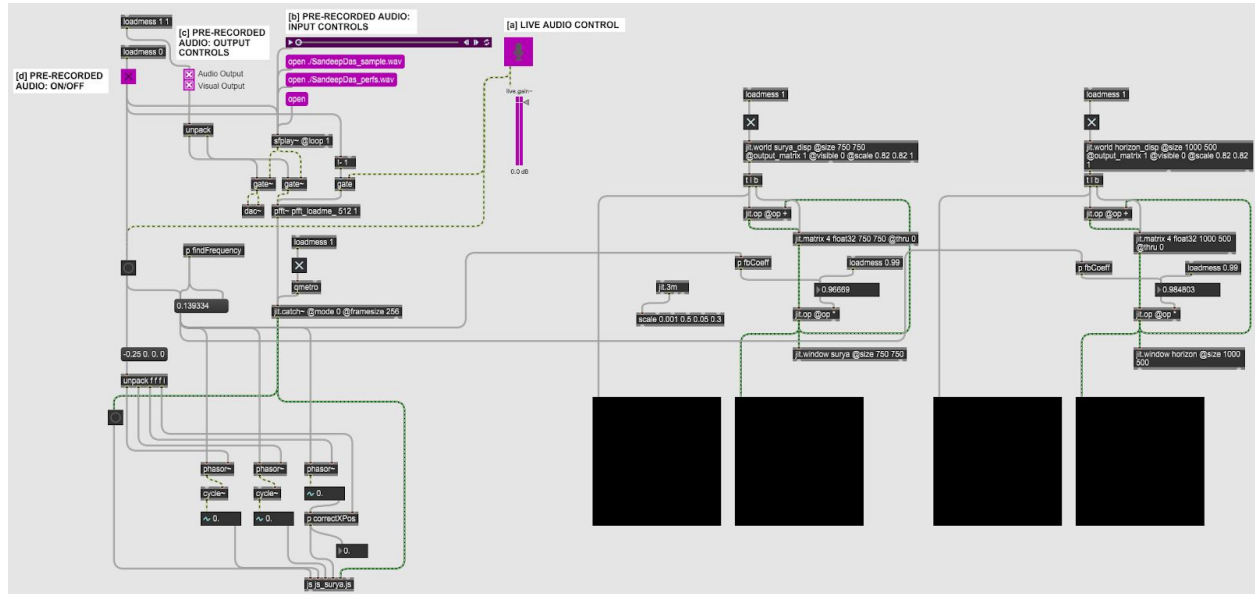 loadmess 1 1
[c] PRE-RECORDED
AUDIO: OUTPUT
CONTROLS
[b] PRE-RECORDED AUDIO:
INPUT CONTROLS
[a] LIVE AUDIO CONTROL
loadmess 0
[d] PRE-RECORDED
AUDIO: ON/OFF
Audio Output
Visual Output
open ./SandeepDas_sample.wav
open ./SandeepDas_perfs.wav
open
live.gain~
0.0 dB
unpack
sfplay~ @loop 1
!- 1
gate~
gate~
gate
dac~
pfft~ pfft_loadme_ 512 1
p findFrequency
loadmess 1
qmetro
0.139334
jit.catch~ @mode 0 @framesize 256
-0.25 0. 0. 0
unpack f f f i
phasor~
phasor~
phasor~
cycle~
cycle~
0.
0.
0.
p correctXPos
0.
js js_surya.js
loadmess 1
jit.world surya_disp @size 750 750
@output_matrix 1 @visible 0 @scale 0.82 0.82 1
t l b
jit.op @op +
jit.matrix 4 float32 750 750 @thru 0
p fbCoeff
loadmess 0.99
0.96669
jit.3m
scale 0.001 0.5 0.05 0.3
jit.op @op *
jit.window surya @size 750 750
loadmess 1
jit.world horizon_disp @size 1000 500
@output_matrix 1 @visible 0 @scale 0.82 0.82
1
t l b
jit.op @op +
jit.matrix 4 float32 1000 500
@thru 0
p fbCoeff
loadmess 0.99
0.984803
jit.op @op *
jit.window horizon @size 1000
500